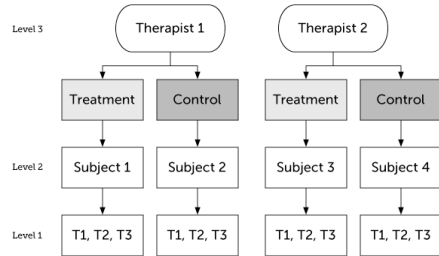 Level 3
Therapist 1
Therapist 2
Treatment
Control
Treatment
Control
Level 2
Subject 1
Subject 2
Subject 3
Subject 4
Level 1
T1, T2, T3
T1, T2, T3
T1, T2, T3
T1, T2, T3